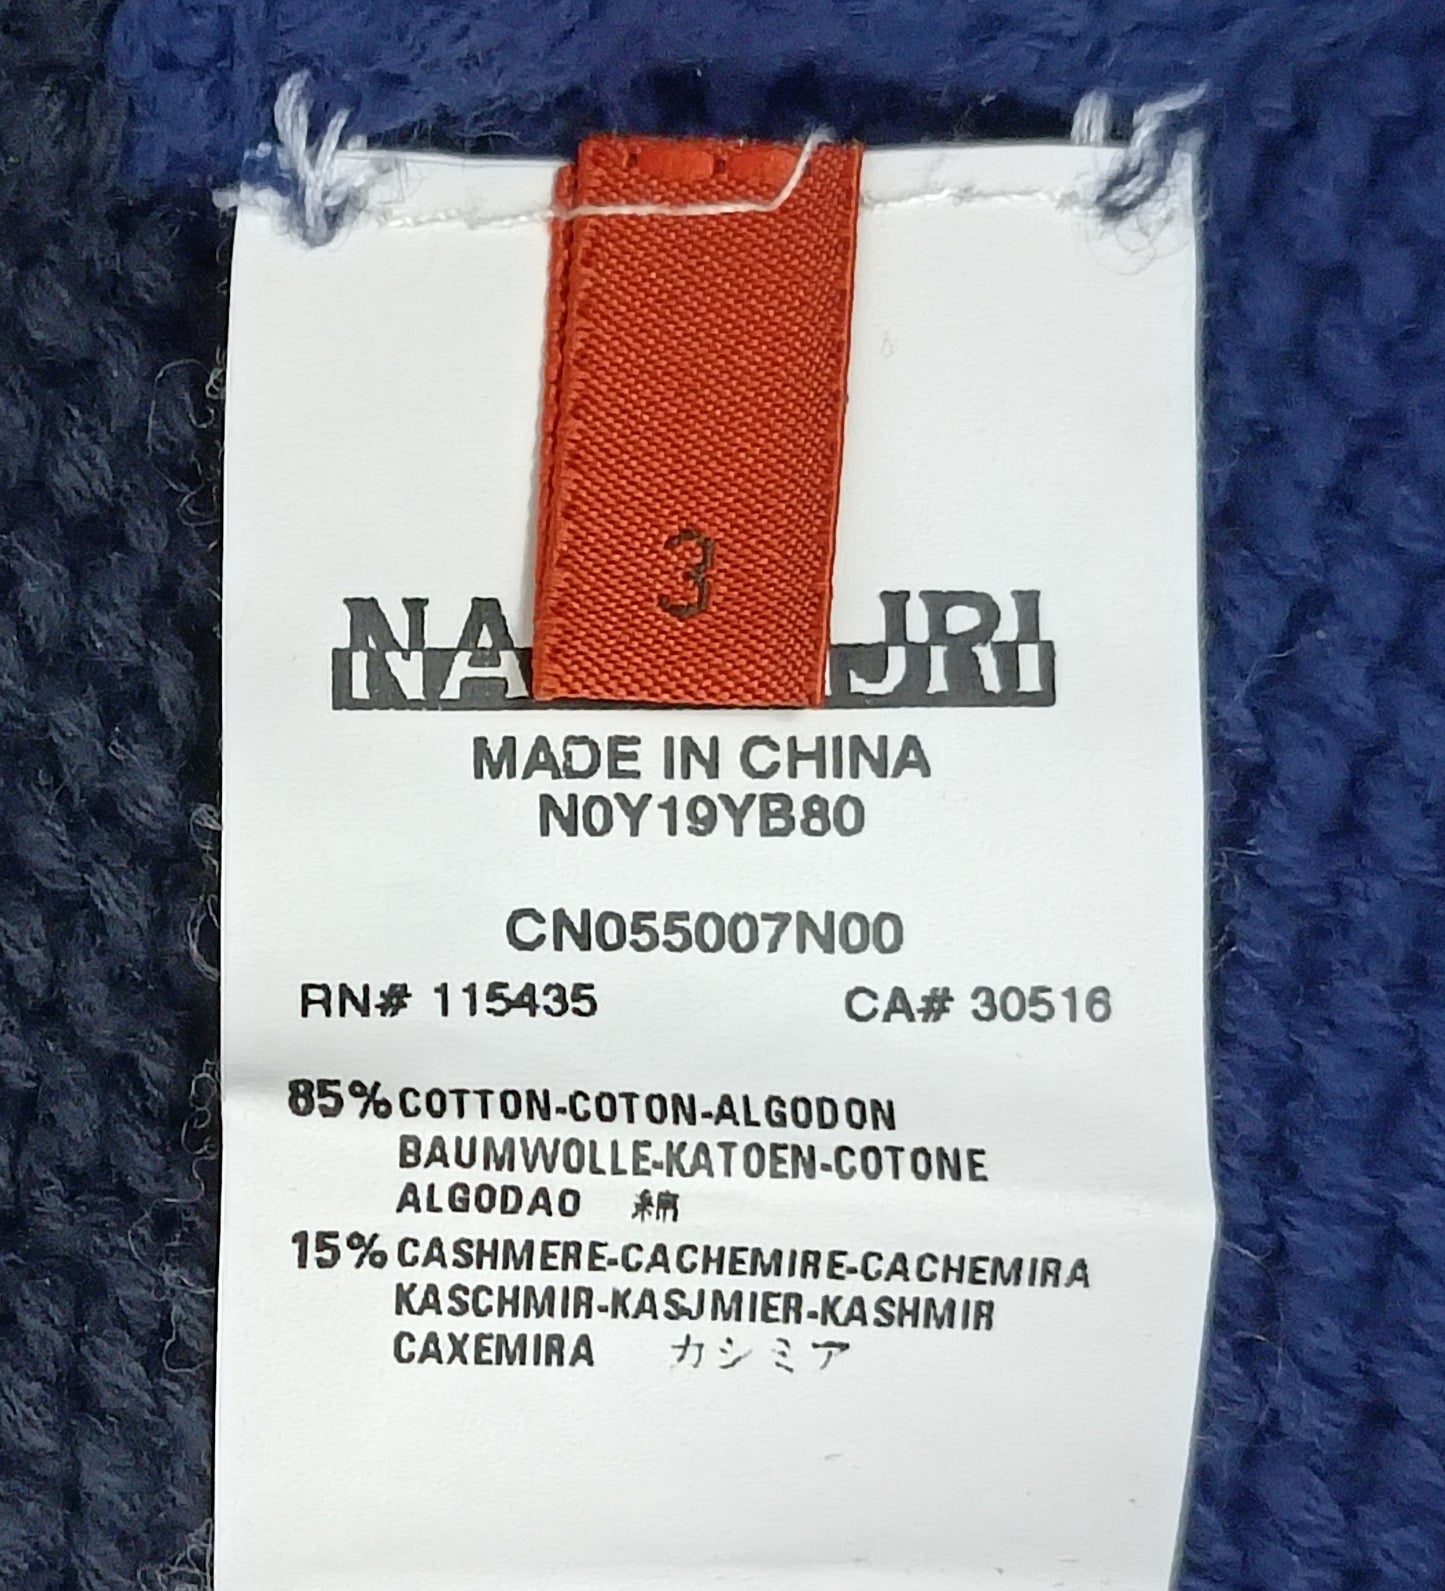 3
NA JRI
MADE IN CHINA
N0Y19YB80
CN055007N00
RN# 115435 CA# 30516
85% COTTON-COTON-ALGODON
BAUMWOLLE-KATOEN-COTONE
ALGODAO 綿
15% CASHMERE-CACHEMIRE-CACHEMIRA
KASCHMIR-KASJMIER-KASHMIR
CAXEMIRA カシミア